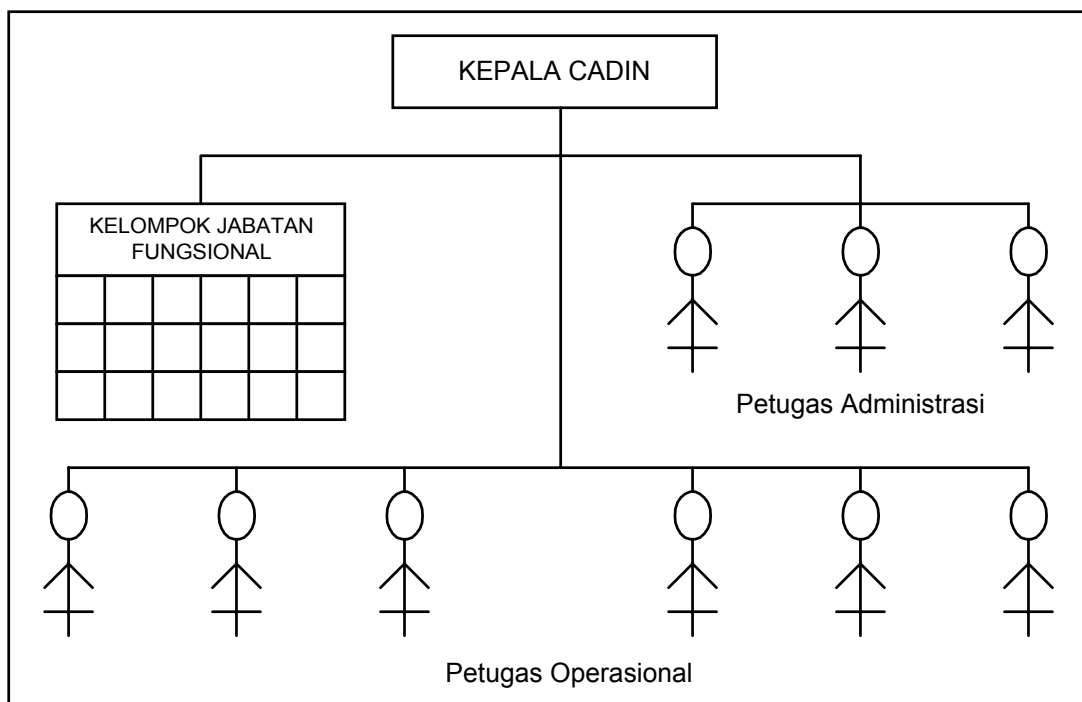 KEPALA CADIN
KELOMPOK JABATAN
FUNGSIONAL
Petugas Administrasi
Petugas Operasional